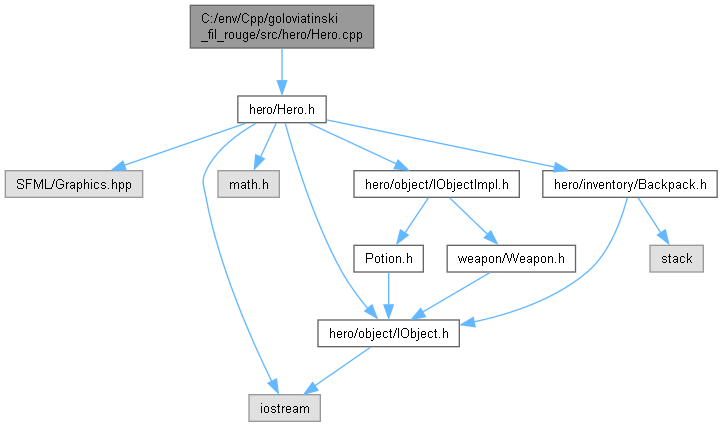 C:/env/Cpp/goloviatinski
_fil_rouge/src/hero/Hero.cpp
hero/Hero.h
SFML/Graphics.hpp
math.h
hero/object/IObjectImpl.h
hero/inventory/Backpack.h
Potion.h
weapon/Weapon.h
stack
hero/object/IObject.h
iostream